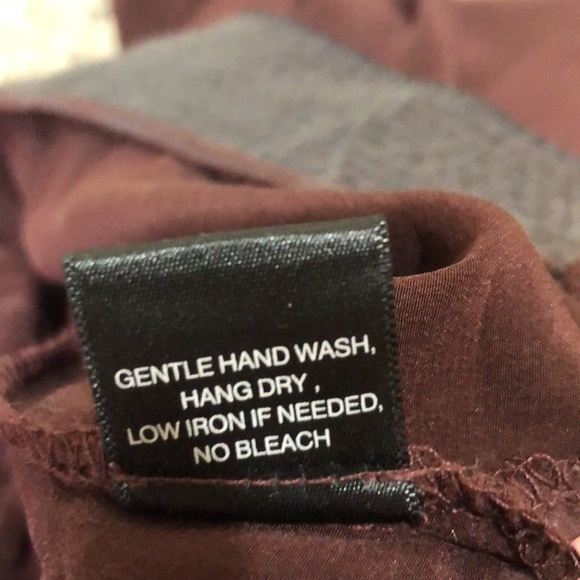 GENTLE HAND WASH,
HANG DRY ,
LOW IRON IF NEEDED,
NO BLEACH